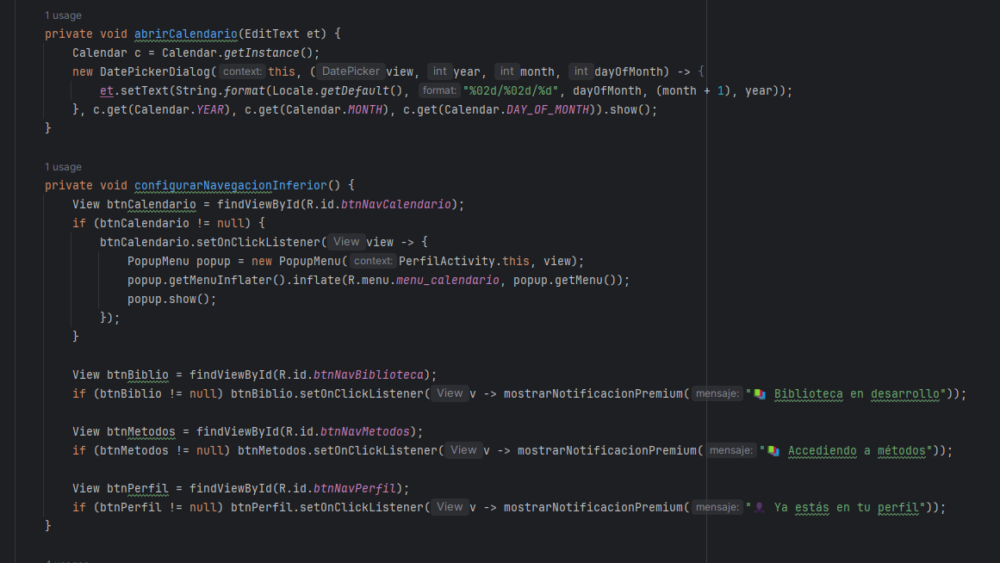 1 usage
private void abrirCalendario(EditText et) {
Calendar c = Calendar.getInstance();
new DatePickerDialog( context: this, ( DatePicker view, int year, int month, int dayOfMonth) -> {
et.setText(String.format(Locale.getDefault(), format: "%02d/%02d/%d", dayOfMonth, (month + 1), year));
}, c.get(Calendar.YEAR), c.get(Calendar.MONTH), c.get(Calendar.DAY_OF_MONTH)).show();
}
1 usage
private void configurarNavegacionInferior() {
View btnCalendario = findViewById(R.id.btnNavCalendario);
if (btnCalendario != null) {
btnCalendario.setOnClickListener( View view -> {
PopupMenu popup = new PopupMenu( context: PerfilActivity.this, view);
popup.getMenuInflater().inflate(R.menu.menu_calendario, popup.getMenu());
popup.show();
});
}
View btnBiblio = findViewById(R.id.btnNavBiblioteca);
if (btnBiblio != null) btnBiblio.setOnClickListener( View v -> mostrarNotificacionPremium( mensaje: "📚 Biblioteca en desarrollo"));
View btnMetodos = findViewById(R.id.btnNavMetodos);
if (btnMetodos != null) btnMetodos.setOnClickListener( View v -> mostrarNotificacionPremium( mensaje: "📚 Accediendo a métodos"));
View btnPerfil = findViewById(R.id.btnNavPerfil);
if (btnPerfil != null) btnPerfil.setOnClickListener( View v -> mostrarNotificacionPremium( mensaje: "👤 Ya estás en tu perfil"));
}